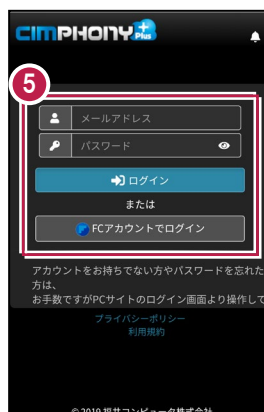 CIMPHONY Plus
5
メールアドレス
パスワード
ログイン
または
FCアカウントでログイン
アカウントをお持ちでない方やパスワードを忘れた
方は、
お手数ですがPCサイトのログイン画面より操作して
プライバシーポリシー
利用規約
© 2019 福井コンピュータ株式会社